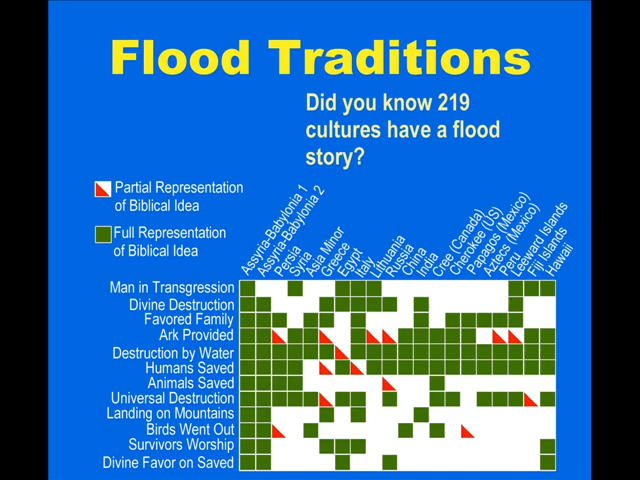 Flood Traditions
Did you know 219
cultures have a flood
story?
Partial Representation
of Biblical Idea
Full Representation
of Biblical Idea
Assyria-Babylonia 1
Assyria-Babylonia 2
Persia
Syria
Asia Minor
Greece
Egypt
Italy
Lithuania
Russia
China
India
Cree (Canada)
Cherokee (US)
Papagos (Mexico)
Aztecs (Mexico)
Peru
Leeward Islands
Fiji Islands
Hawaii
Man in Transgression
Divine Destruction
Favored Family
Ark Provided
Destruction by Water
Humans Saved
Animals Saved
Universal Destruction
Landing on Mountains
Birds Went Out
Survivors Worship
Divine Favor on Saved